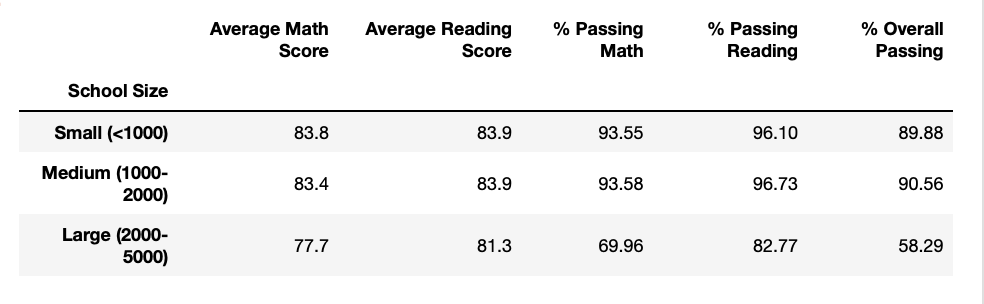 Average Math Score Average Reading Score % Passing Math % Passing Reading % Overall Passing
School Size
Small (<1000) 83.8 83.9 93.55 96.10 89.88
Medium (1000-2000) 83.4 83.9 93.58 96.73 90.56
Large (2000-5000) 77.7 81.3 69.96 82.77 58.29